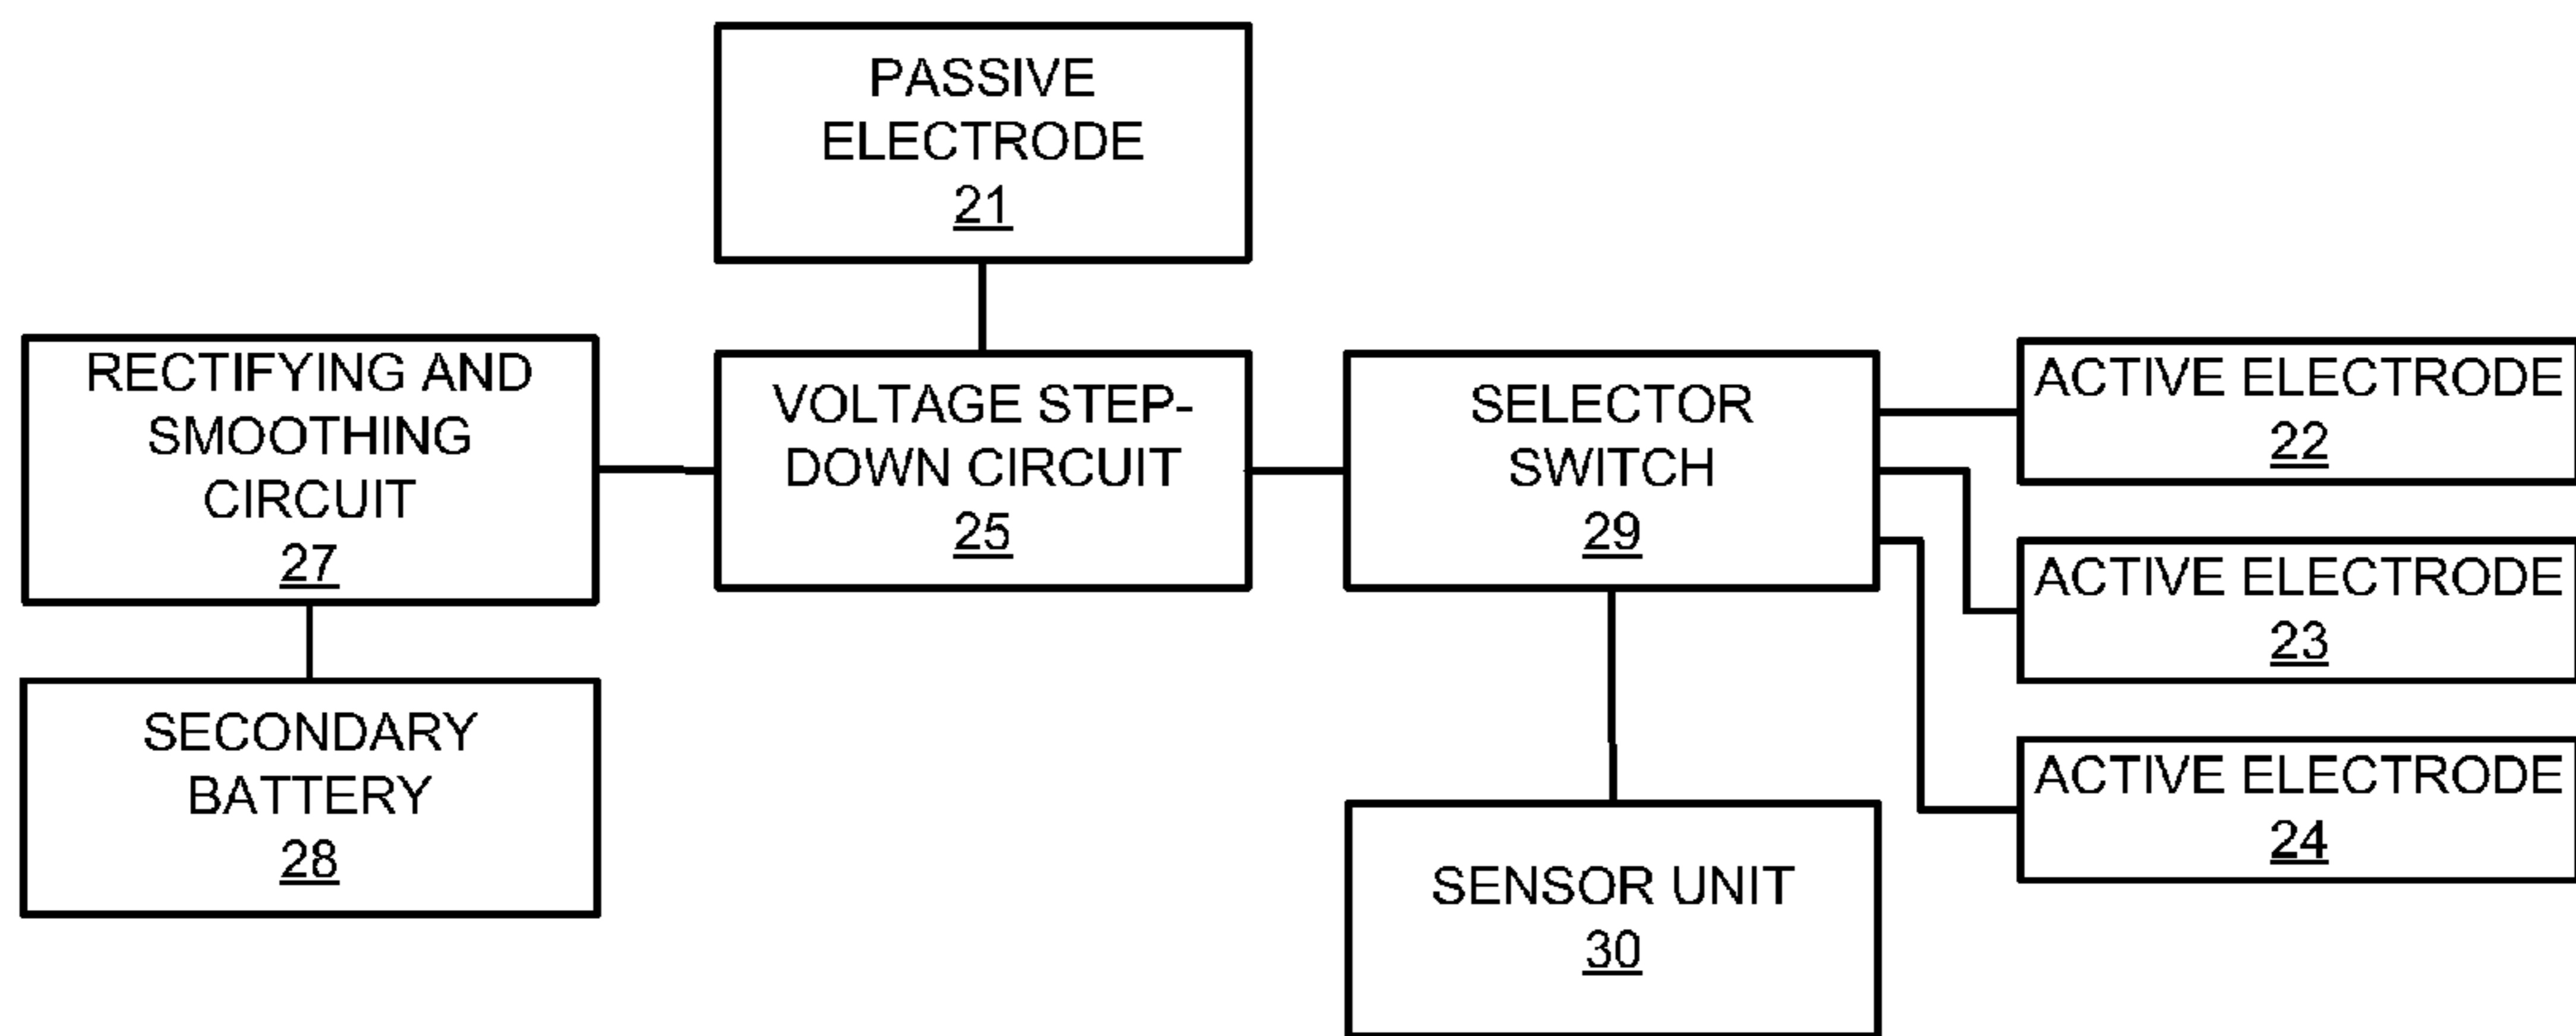 PASSIVE
ELECTRODE
21
RECTIFYING AND
SMOOTHING
CIRCUIT
27
VOLTAGE STEP-
DOWN CIRCUIT
25
SELECTOR
SWITCH
29
ACTIVE ELECTRODE
22
ACTIVE ELECTRODE
23
ACTIVE ELECTRODE
24
SECONDARY
BATTERY
28
SENSOR UNIT
30